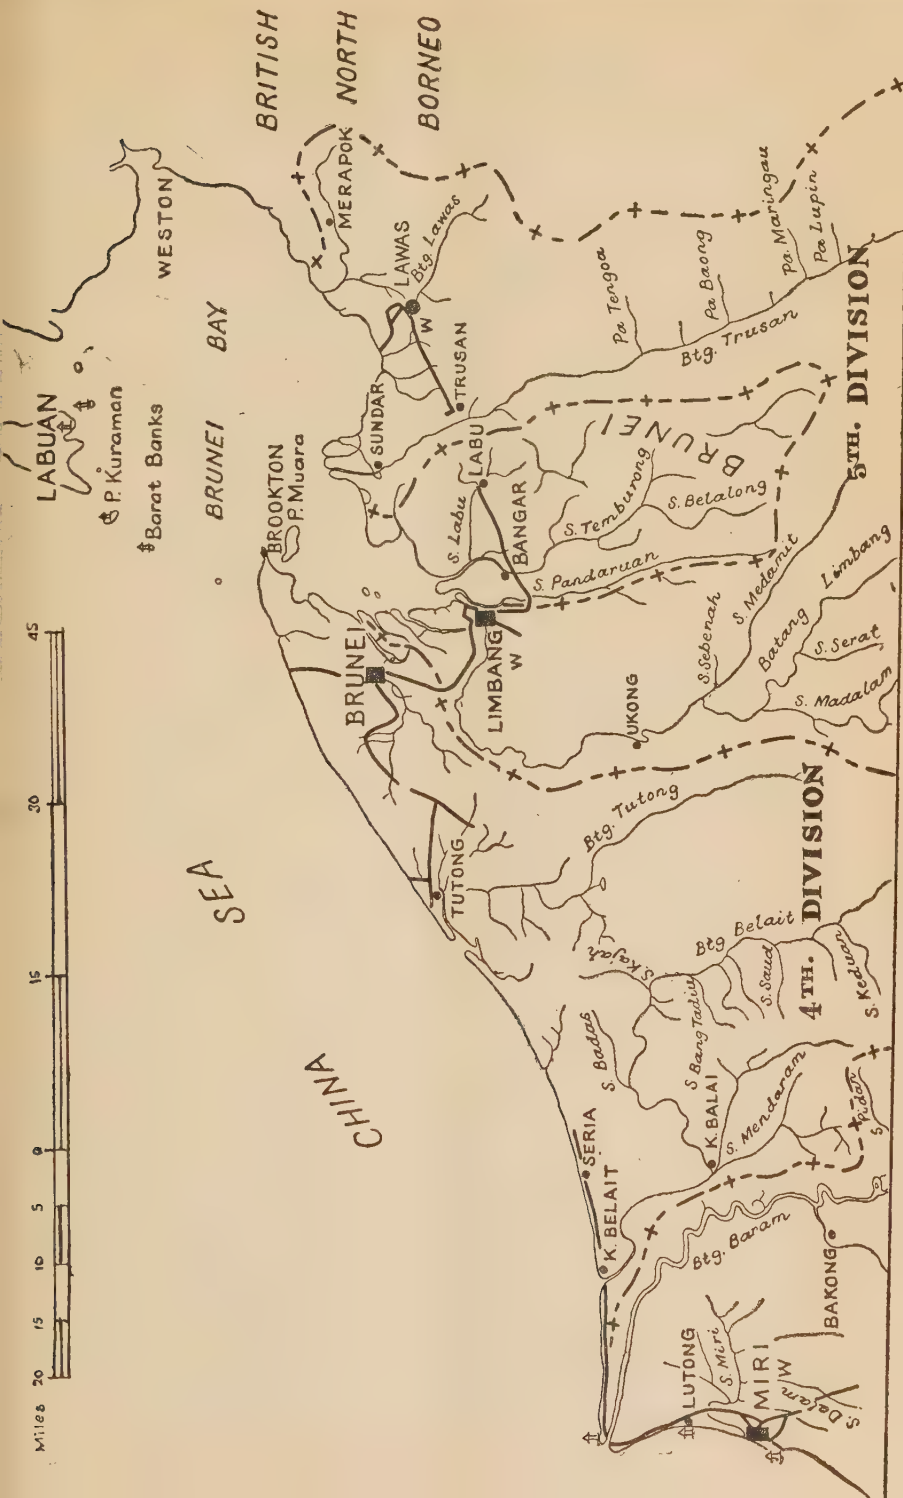 BRITISH
NORTH
BORNEO
WESTON
MERAPOK
LAWAS
Btg. Lawas
W
BRUNEI BAY
LABUAN
P. Kuraman
Barat Banks
BROOKTON
P. Muara
SUNDAR
TRUSAN
LABU
S. Labu
BANGAR
S. Temburong
S. Belalong
BRUNEI
S. Pandaruan
Pa Tengoa
Pa Baong
Pa. Maringau
Pa Lupin
Btg. Trusan
5TH. DIVISION
BRUNEI
LIMBANG
W
S. Sebenah
S. Medamit
Batang Limbang
S. Serat
S. Madalam
UKONG
SEA
CHINA
TUTONG
Btg. Tutong
4TH. DIVISION
S. Kajah
Btg Belait
S. Saud
S. Keduan
S. Badas
S Bang Tadiu
K. BALAI
S. Mendaram
S Pidan
SERIA
K. BELAIT
Btg. Baram
BAKONG
LUTONG
S. Miri
MIRI
W
S. Dalam
Miles 20 15 10 5 0 15 30 45